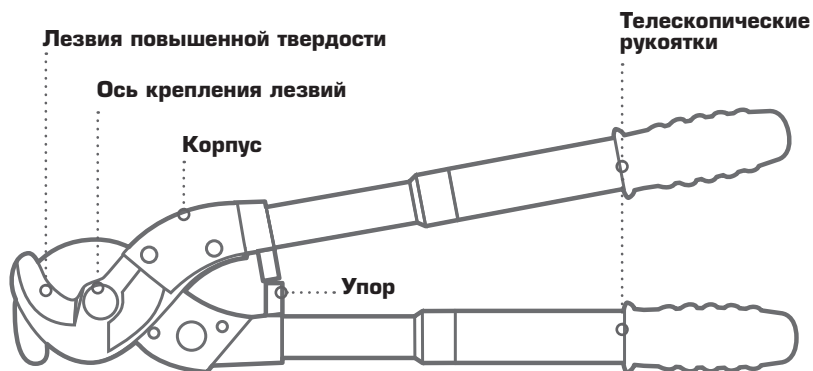 Телескопические
рукоятки
Лезвия повышенной твердости
Ось крепления лезвий
Корпус
Упор